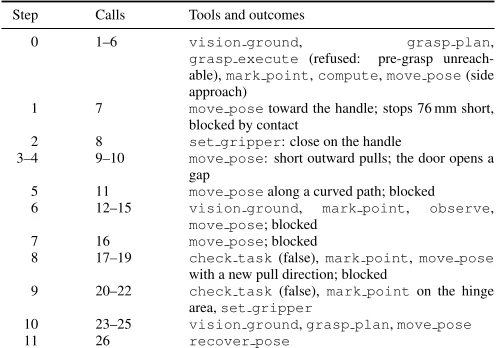 Step Calls Tools and outcomes
0 1–6 vision_ground, grasp_plan,
grasp_execute (refused: pre-grasp unreach-
able), mark_point, compute, move_pose (side
approach)
1 7 move_pose toward the handle; stops 76 mm short,
blocked by contact
2 8 set_gripper: close on the handle
3–4 9–10 move_pose: short outward pulls; the door opens a
gap
5 11 move_pose along a curved path; blocked
6 12–15 vision_ground, mark_point, observe,
move_pose; blocked
7 16 move_pose; blocked
8 17–19 check_task (false), mark_point, move_pose
with a new pull direction; blocked
9 20–22 check_task (false), mark_point on the hinge
area, set_gripper
10 23–25 vision_ground, grasp_plan, move_pose
11 26 recover_pose